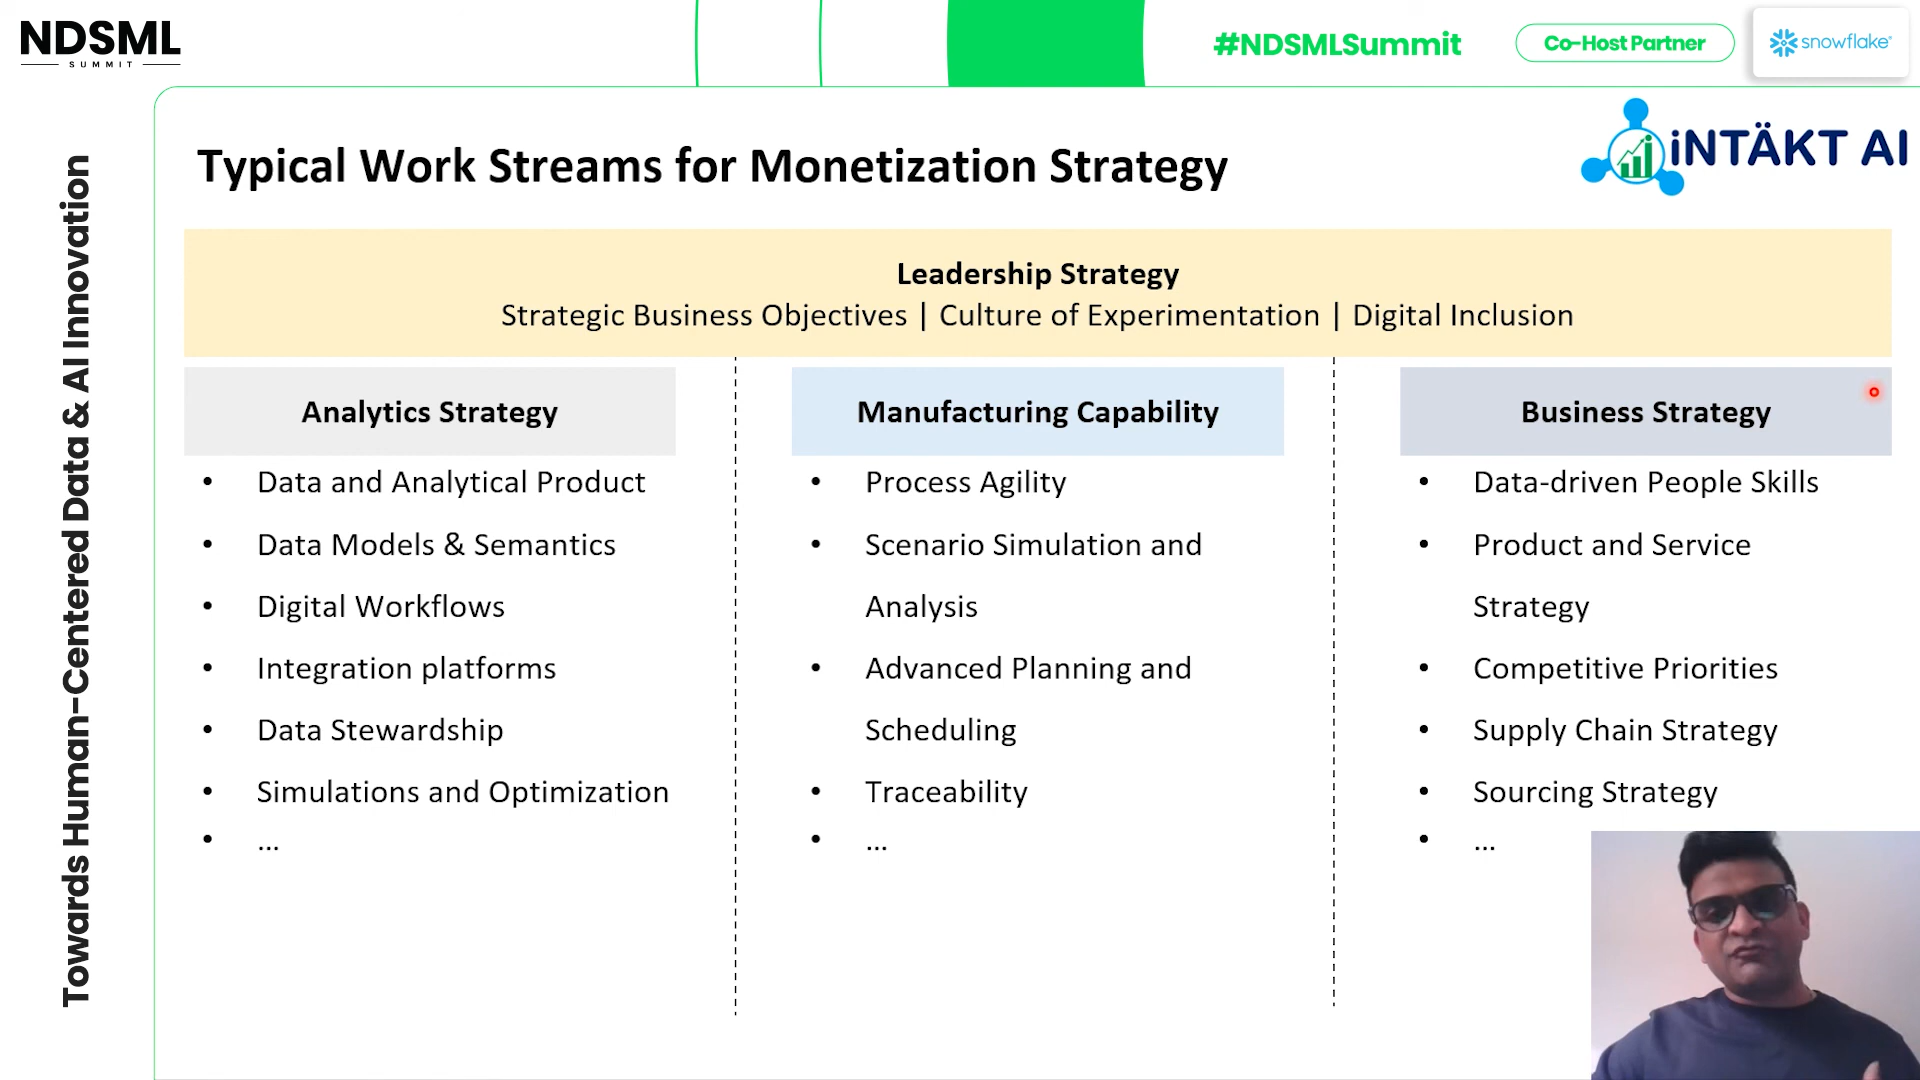 NDSML
SUMMIT
#NDSMLSummit
Co-Host Partner
snowflake®
Towards Human-Centered Data & AI Innovation
iNTÄKT AI
Typical Work Streams for Monetization Strategy
Leadership Strategy
Strategic Business Objectives | Culture of Experimentation | Digital Inclusion
Analytics Strategy
• Data and Analytical Product
• Data Models & Semantics
• Digital Workflows
• Integration platforms
• Data Stewardship
• Simulations and Optimization
• ...
Manufacturing Capability
• Process Agility
• Scenario Simulation and
Analysis
• Advanced Planning and
Scheduling
• Traceability
• ...
Business Strategy
• Data-driven People Skills
• Product and Service
Strategy
• Competitive Priorities
• Supply Chain Strategy
• Sourcing Strategy
• ...